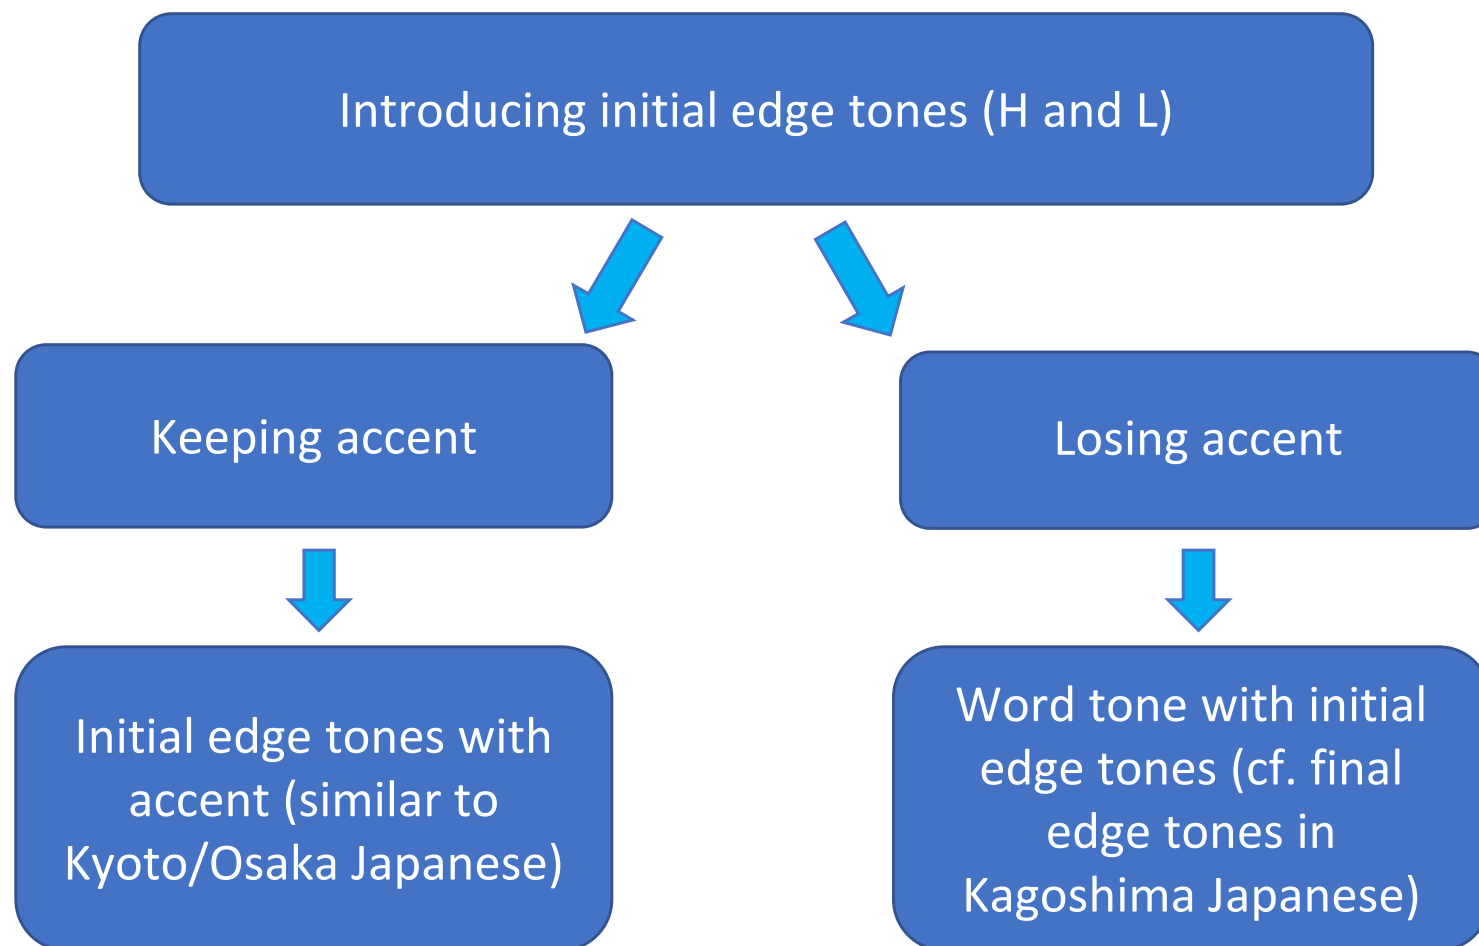 Introducing initial edge tones (H and L)
Keeping accent
Losing accent
Initial edge tones with
accent (similar to
Kyoto/Osaka Japanese)
Word tone with initial
edge tones (cf. final
edge tones in
Kagoshima Japanese)